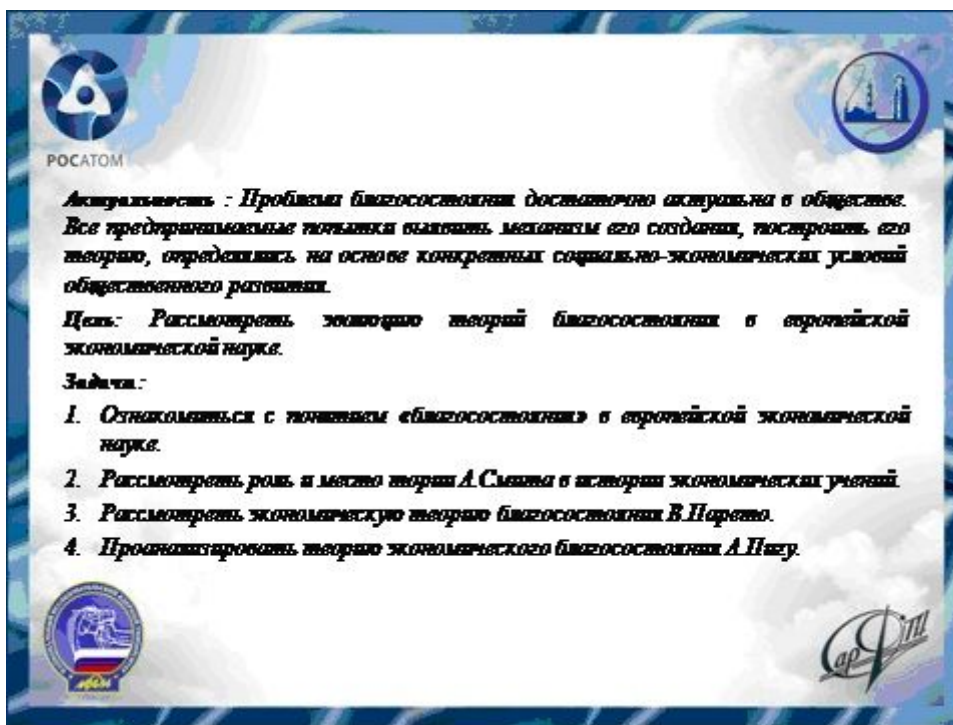 РОСАТОМ
Актуальность : Проблема благосостояния достаточно актуальна в обществе.
Все предпринимаемые попытки выявить механизм его создания, построить его
теорию, определялись на основе конкретных социально-экономических условий
общественного развития.
Цель: Рассмотреть эволюцию теорий благосостояния в европейской
экономической науке.
Задачи:
1. Ознакомиться с понятием «благосостояния» в европейской экономической
науке.
2. Рассмотреть роль и место теории А.Смита в истории экономических учений.
3. Рассмотреть экономическую теорию благосостояния В.Парето.
4. Проанализировать теорию экономического благосостояния А.Пигу.
СарФТИ